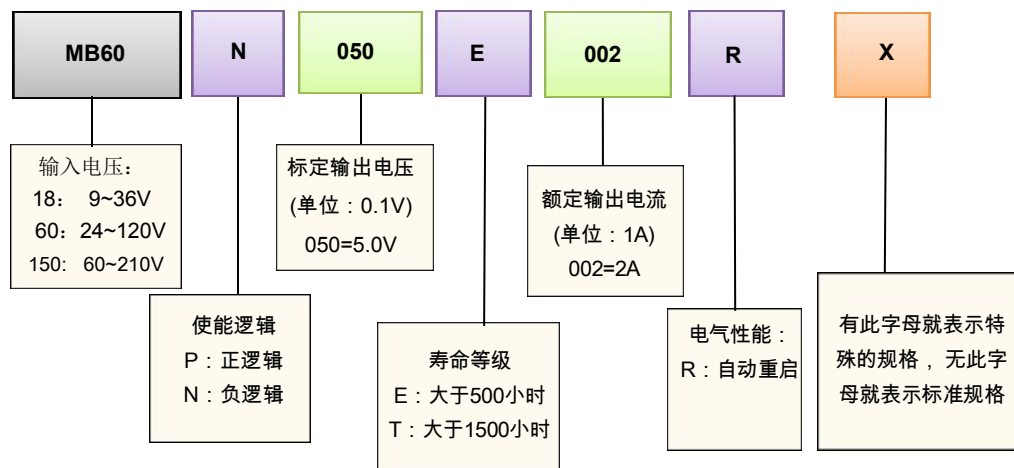 MB60
N
050
E
002
R
X
输入电压：
18： 9~36V
60：24~120V
150: 60~210V
标定输出电压
(单位：0.1V)
050=5.0V
额定输出电流
(单位：1A)
002=2A
使能逻辑
P：正逻辑
N：负逻辑
寿命等级
E：大于500小时
T：大于1500小时
电气性能：
R：自动重启
有此字母就表示特
殊的规格，无此字
母就表示标准规格